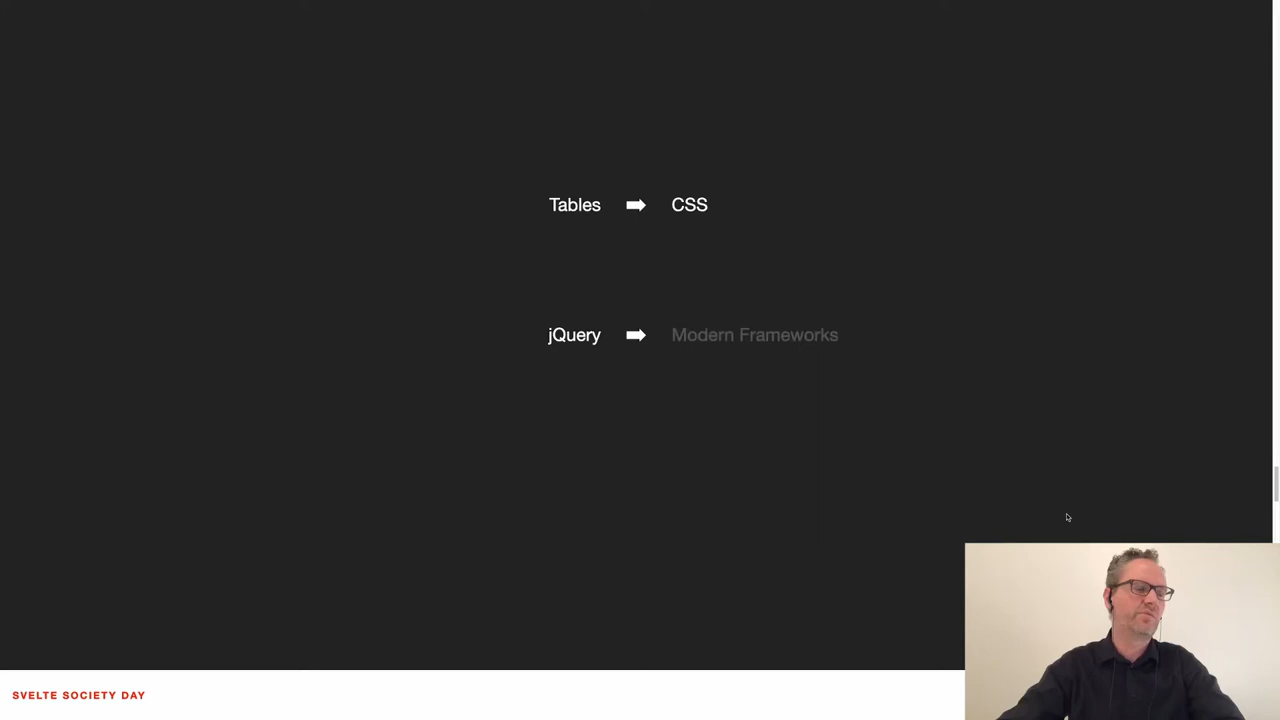 Tables ➡ CSS
jQuery ➡ Modern Frameworks
SVELTE SOCIETY DAY